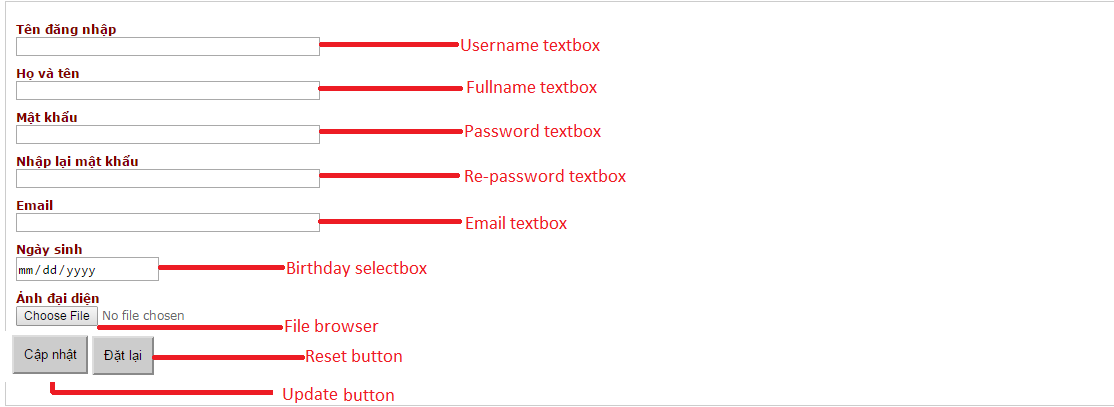 Tên đăng nhập
Username textbox
Họ và tên
Fullname textbox
Mật khẩu
Password textbox
Nhập lại mật khẩu
Re-password textbox
Email
Email textbox
Ngày sinh
mm/dd/yyyy
Birthday selectbox
Ảnh đại diện
Choose File No file chosen
File browser
Cập nhật
Đặt lại
Reset button
Update button